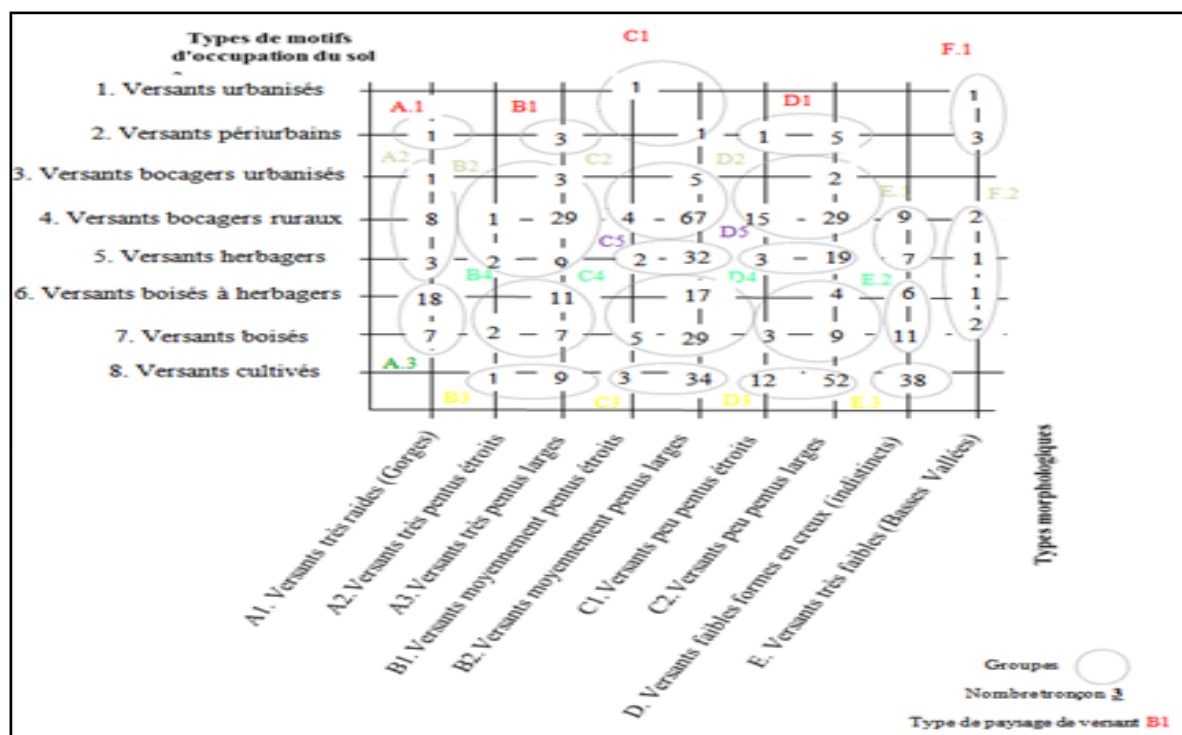 Types de motifs
d'occupation du sol
C1
F.1
1. Versants urbanisés
1
1
A.1
B1
D1
2. Versants périurbains
1
3
1
1
5
3
A2
B2
C2
D2
3. Versants bocagers urbanisés
1
3
5
2
E.1
F.2
4. Versants bocagers ruraux
8
1
29
4
67
15
29
9
2
C5
D5
5. Versants herbagers
3
2
9
2
32
3
19
7
1
B4
C4
D4
E.2
6. Versants boisés à herbagers
18
11
17
4
6
1
7. Versants boisés
7
2
7
5
29
3
9
11
2
A.3
8. Versants cultivés
1
9
3
34
12
52
38
B3
C3
D3
E.3
A1. Versants très raides (Gorges)
A2.Versants très pentus étroits
A3.Versants très pentus larges
B1.Versants moyennement pentus étroits
B2.Versants moyennement pentus larges
C1.Versants peu pentus étroits
C2.Versants peu pentus larges
D. Versants faibles formes en creux (indistincts)
E. Versants très faibles (Basses Vallées)
Types morphologiques
Groupes
Nombre tronçon 3
Type de paysage de versant B1